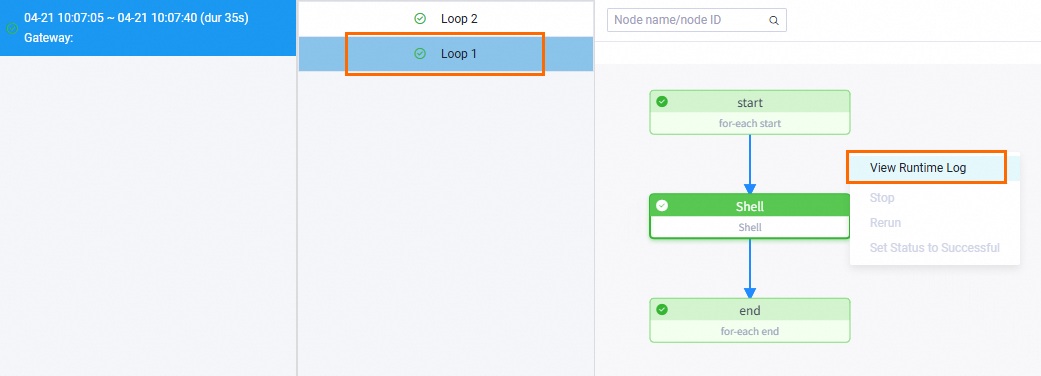 04-21 10:07:05 ~ 04-21 10:07:40 (dur 35s)
Gateway:
Loop 2
Loop 1
Node name/node ID
start
for-each start
View Runtime Log
Stop
Rerun
Set Status to Successful
Shell
Shell
end
for-each end